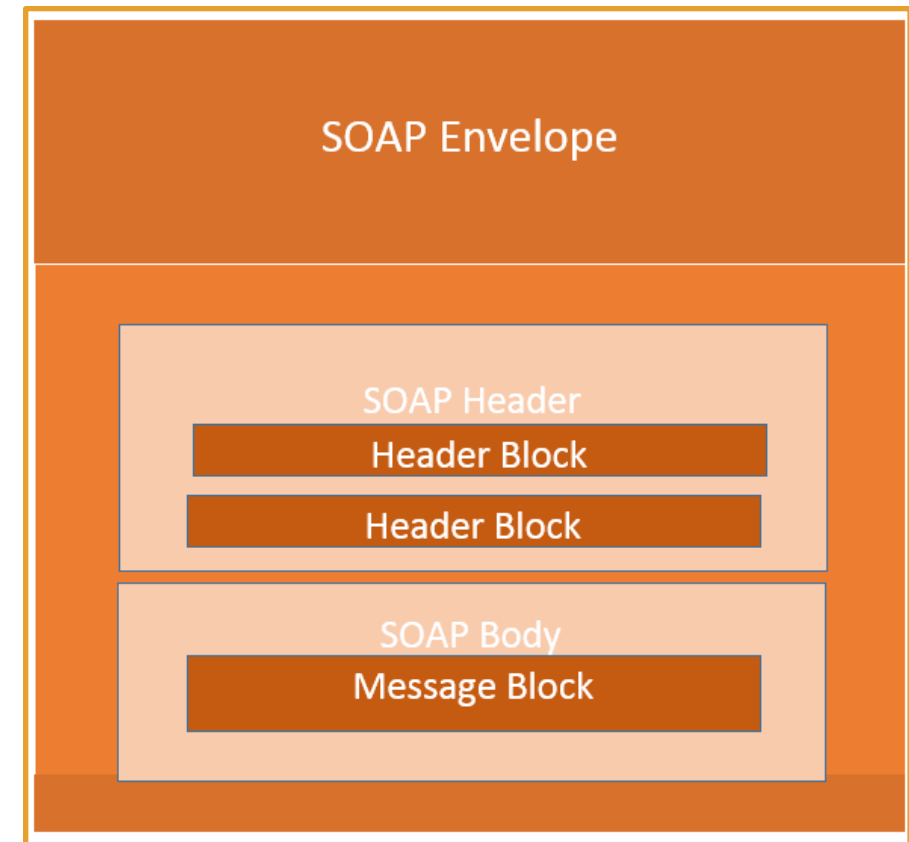 SOAP Envelope
SOAP Header
Header Block
Header Block
SOAP Body
Message Block